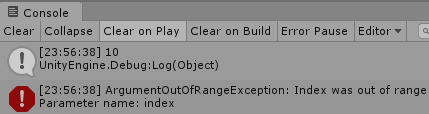 Console
Clear Collapse Clear on Play Clear on Build Error Pause Editor
[23:56:38] 10
UnityEngine.Debug:Log(Object)
[23:56:38] ArgumentOutOfRangeException: Index was out of range
Parameter name: index